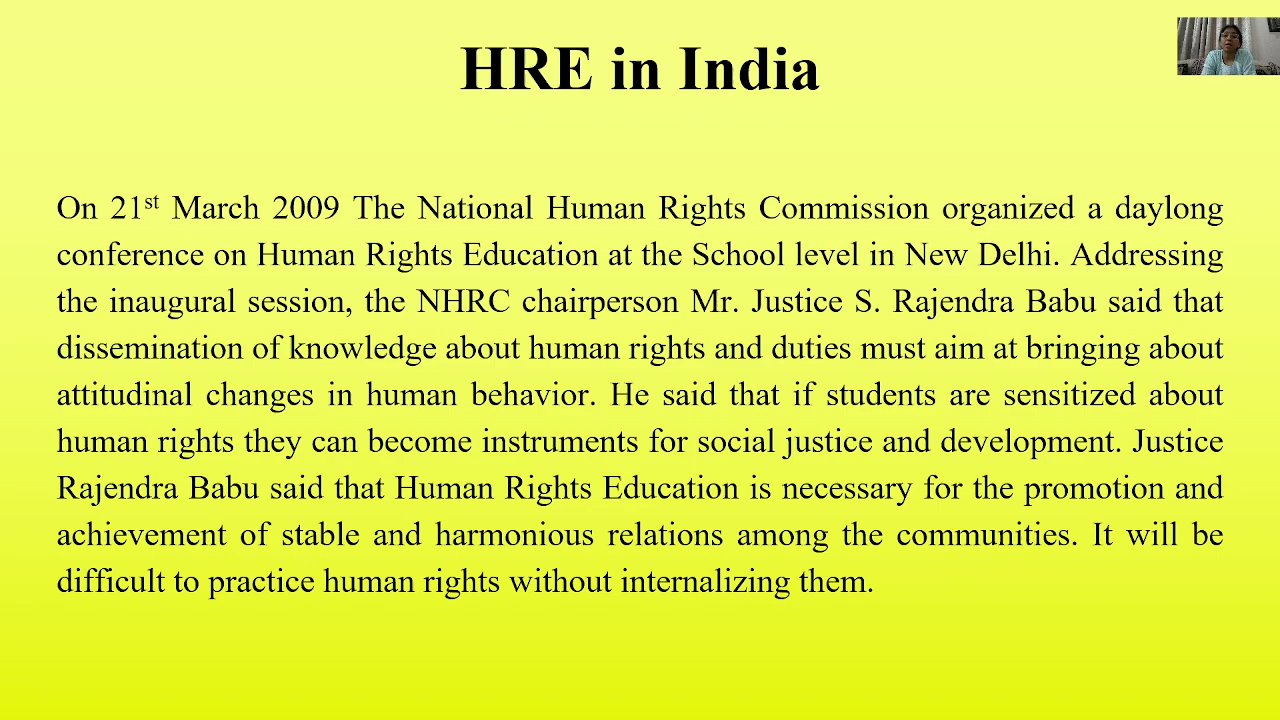 HRE in India
On 21st March 2009 The National Human Rights Commission organized a daylong
conference on Human Rights Education at the School level in New Delhi. Addressing
the inaugural session, the NHRC chairperson Mr. Justice S. Rajendra Babu said that
dissemination of knowledge about human rights and duties must aim at bringing about
attitudinal changes in human behavior. He said that if students are sensitized about
human rights they can become instruments for social justice and development. Justice
Rajendra Babu said that Human Rights Education is necessary for the promotion and
achievement of stable and harmonious relations among the communities. It will be
difficult to practice human rights without internalizing them.